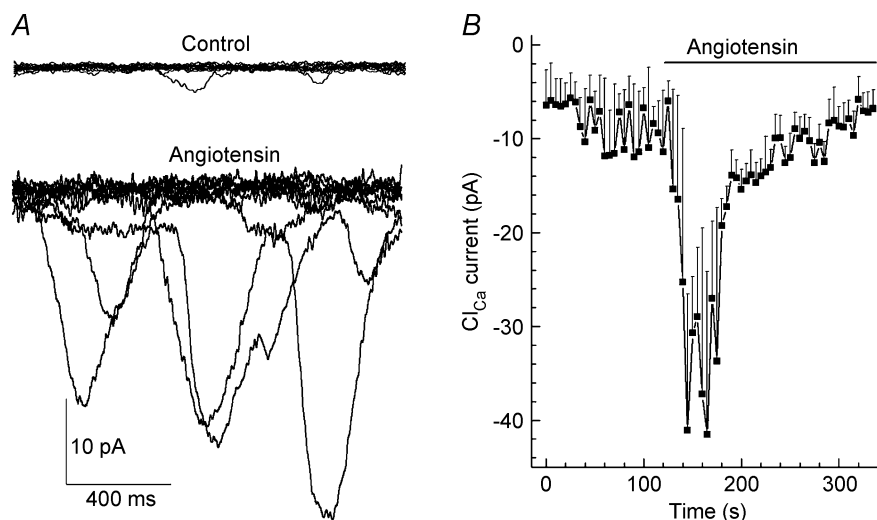 A
Control
Angiotensin
10 pA
400 ms
B
Angiotensin
0
-10
-20
-30
-40
ClCa current (pA)
0
100
200
300
Time (s)